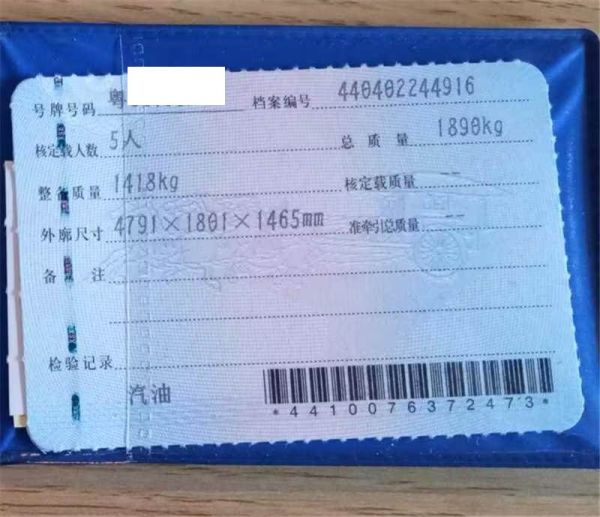 号牌号码 粤 档案编号 440402244916
核定载人数 5人 总质量 1890kg
整备质量 1418kg 核定载质量 --
外廓尺寸 4791×1801×1465mm 准牵引总质量 --
备注
检验记录
汽油
*4410076372473*